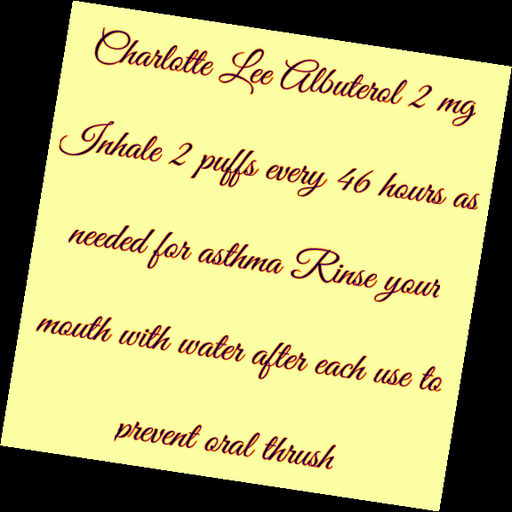 Charlotte Lee Albuterol 2 mg
Inhale 2 puffs every 46 hours as
needed for asthma Rinse your
mouth with water after each use to
prevent oral thrush